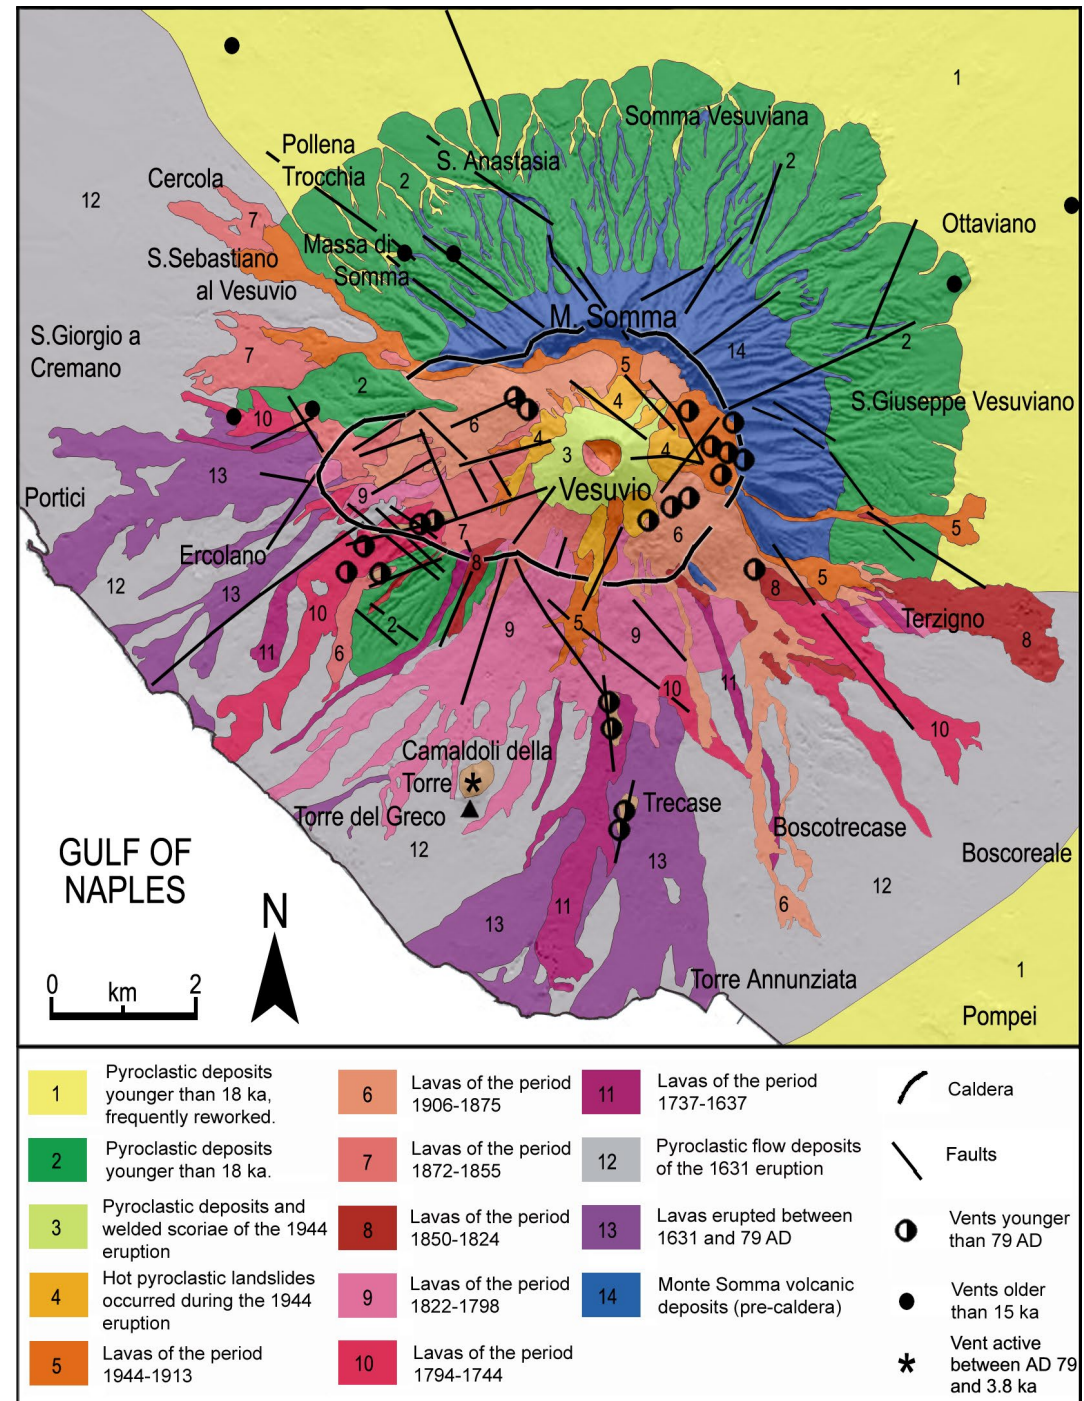 1
Somma Vesuviana
Pollena
Trocchia
S. Anastasia
2
2
Cercola
12
7
Ottaviano
Massa di
Somma
S.Sebastiano
al Vesuvio
M. Somma
S.Giorgio a
Cremano
7
2
5
14
2
4
S.Giuseppe Vesuviano
10
6
4
3
4
13
Vesuvio
Portici
9
7
6
5
Ercolano
8
12
13
5
8
10
2
9
5
9
Terzigno
8
11
6
10
11
10
Camaldoli della
Torre
Torre del Greco
Trecase
Boscotrecase
12
13
Boscoreale
GULF OF
NAPLES
12
11
6
13
N
1
Torre Annunziata
0 km 2
Pompei
1
Pyroclastic deposits
younger than 18 ka,
frequently reworked.
2
Pyroclastic deposits
younger than 18 ka.
3
Pyroclastic deposits and
welded scoriae of the 1944
eruption
4
Hot pyroclastic landslides
occurred during the 1944
eruption
5
Lavas of the period
1944-1913
6
Lavas of the period
1906-1875
7
Lavas of the period
1872-1855
8
Lavas of the period
1850-1824
9
Lavas of the period
1822-1798
10
Lavas of the period
1794-1744
11
Lavas of the period
1737-1637
12
Pyroclastic flow deposits
of the 1631 eruption
13
Lavas erupted between
1631 and 79 AD
14
Monte Somma volcanic
deposits (pre-caldera)
Caldera
Faults
Vents younger
than 79 AD
Vents older
than 15 ka
Vent active
between AD 79
and 3.8 ka